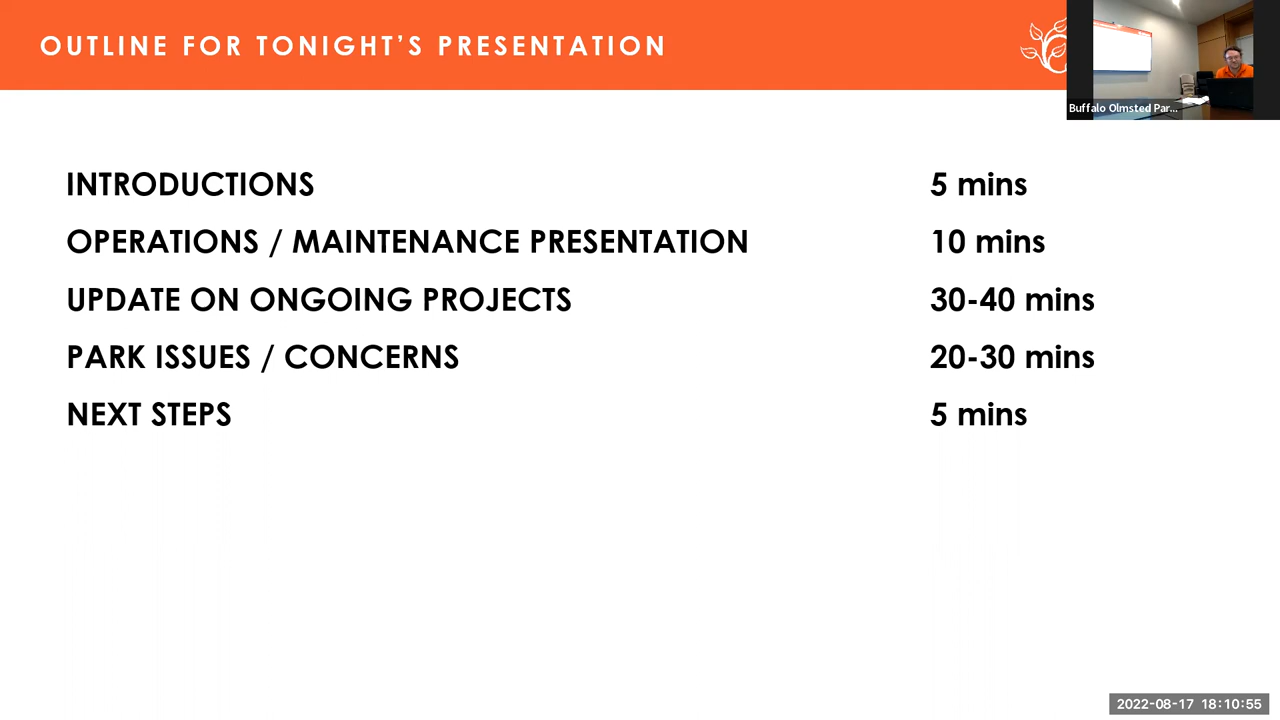 OUTLINE FOR TONIGHT'S PRESENTATION
Buffalo Olmsted Par...
INTRODUCTIONS 5 mins
OPERATIONS / MAINTENANCE PRESENTATION 10 mins
UPDATE ON ONGOING PROJECTS 30-40 mins
PARK ISSUES / CONCERNS 20-30 mins
NEXT STEPS 5 mins
2022-08-17 18:10:55